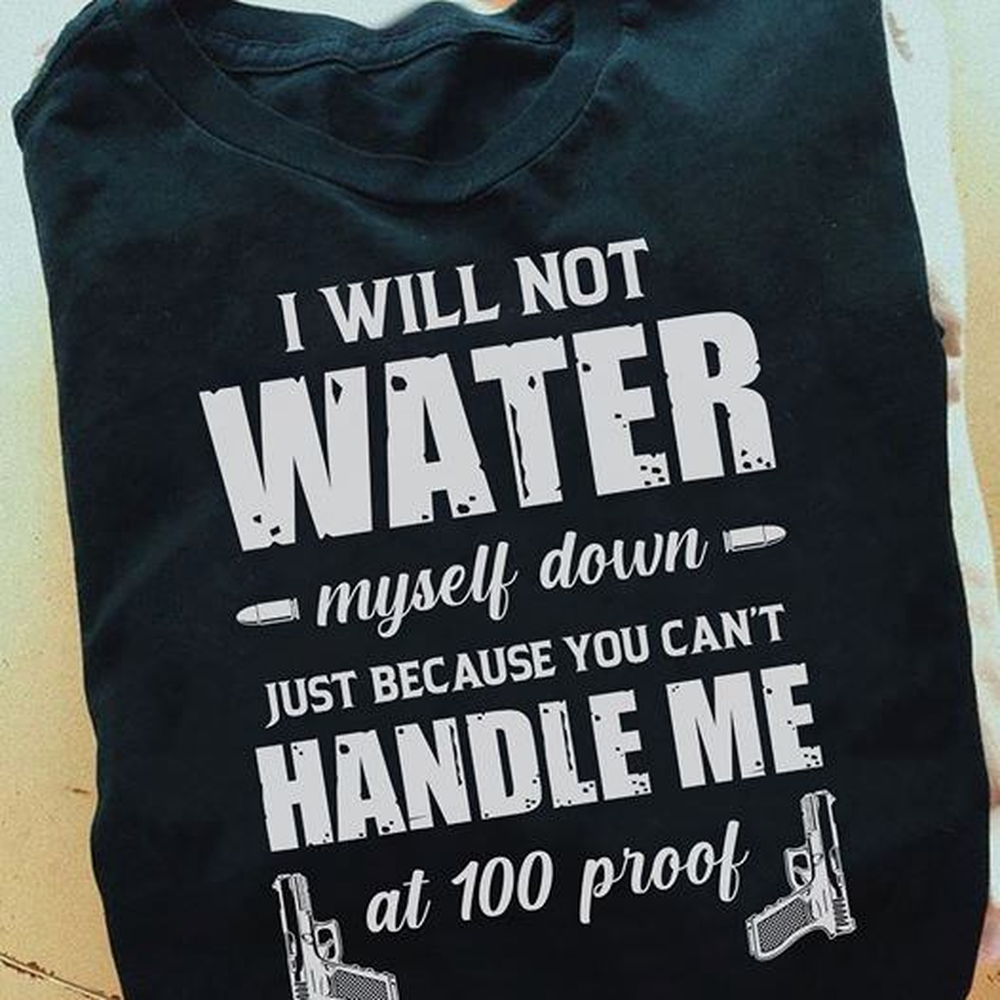 I WILL NOT
WATER
myself down
JUST BECAUSE YOU CAN'T
HANDLE ME
at 100 proof